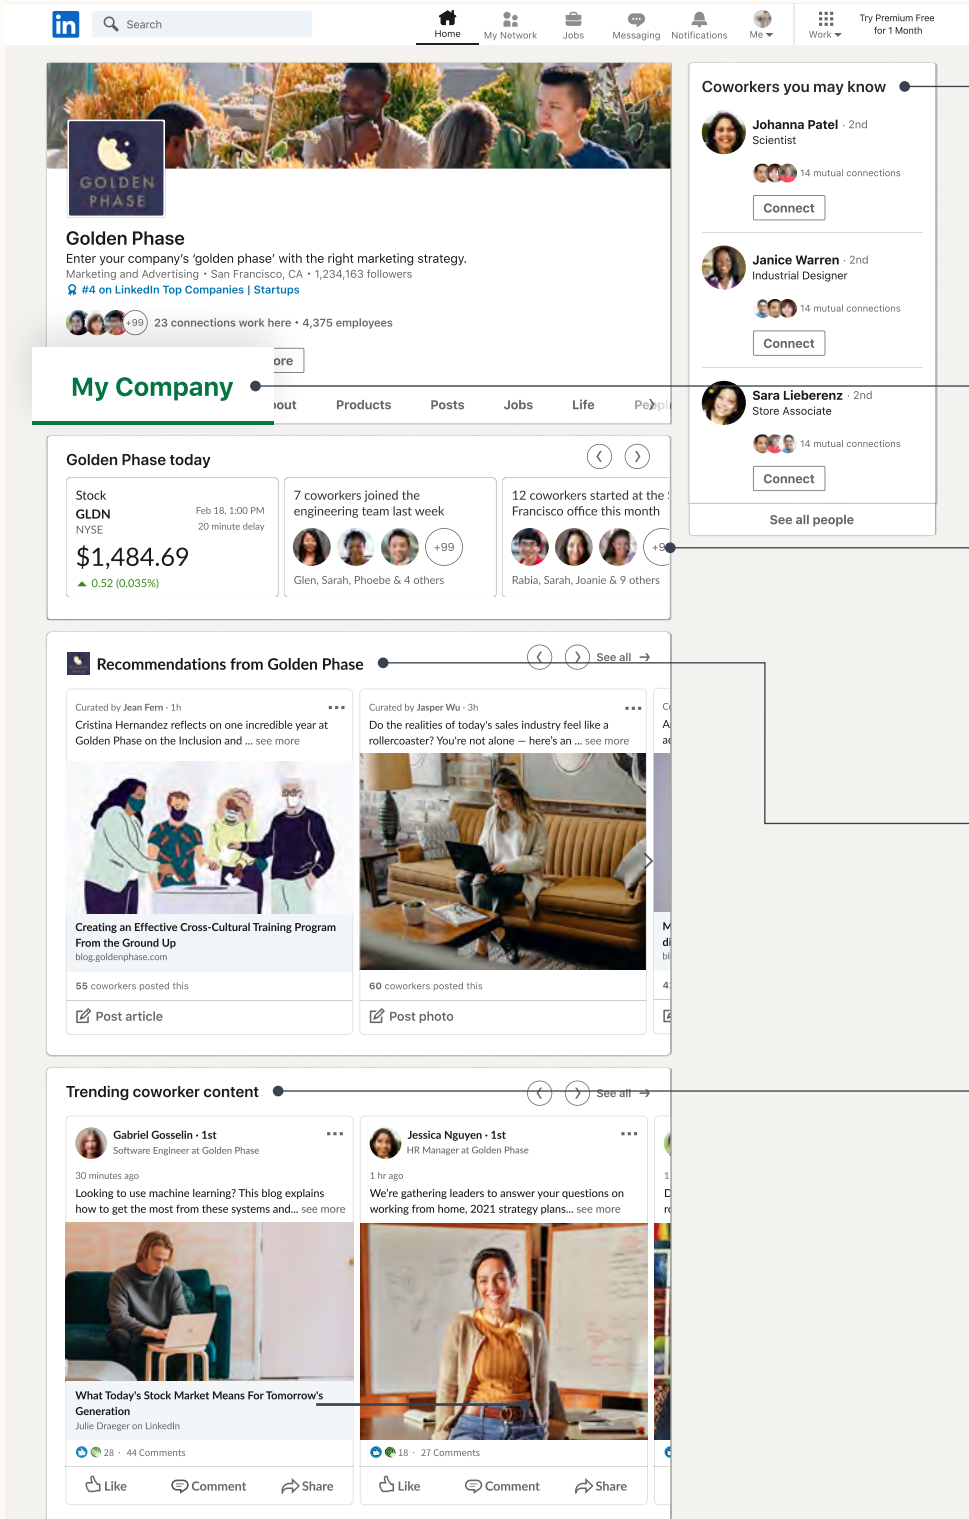 in
Search
Home
My Network
Jobs
Messaging
Notifications
Me
Work
Try Premium Free
for 1 Month
GOLDEN
PHASE
Golden Phase
Enter your company's 'golden phase' with the right marketing strategy.
Marketing and Advertising • San Francisco, CA • 1,234,163 followers
#4 on LinkedIn Top Companies | Startups
+99
23 connections work here • 4,375 employees
ore
My Company
out
Products
Posts
Jobs
Life
Coworkers you may know
Johanna Patel · 2nd
Scientist
14 mutual connections
Connect
Janice Warren · 2nd
Industrial Designer
14 mutual connections
Connect
Sara Lieberenz · 2nd
Store Associate
14 mutual connections
Connect
See all people
Golden Phase today
Stock
GLDN
NYSE
Feb 18, 1:00 PM
20 minute delay
$1,484.69
0.52 (0.035%)
7 coworkers joined the
engineering team last week
+99
Glen, Sarah, Phoebe & 4 others
12 coworkers started at the
Francisco office this month
+9
Rabia, Sarah, Joanie & 9 others
Recommendations from Golden Phase
See all →
Curated by Jean Fern · 1h
Cristina Hernandez reflects on one incredible year at
Golden Phase on the Inclusion and ... see more
Creating an Effective Cross-Cultural Training Program
From the Ground Up
blog.goldenphase.com
55 coworkers posted this
Post article
Curated by Jasper Wu · 3h
Do the realities of today's sales industry feel like a
rollercoaster? You're not alone — here's an ... see more
60 coworkers posted this
Post photo
Trending coworker content
See all →
Gabriel Gosselin · 1st
Software Engineer at Golden Phase
30 minutes ago
Looking to use machine learning? This blog explains
how to get the most from these systems and... see more
What Today's Stock Market Means For Tomorrow's
Generation
Julie Draeger on LinkedIn
28 · 44 Comments
Like
Comment
Share
Jessica Nguyen · 1st
HR Manager at Golden Phase
1 hr ago
We're gathering leaders to answer your questions on
working from home, 2021 strategy plans... see more
18 · 27 Comments
Like
Comment
Share